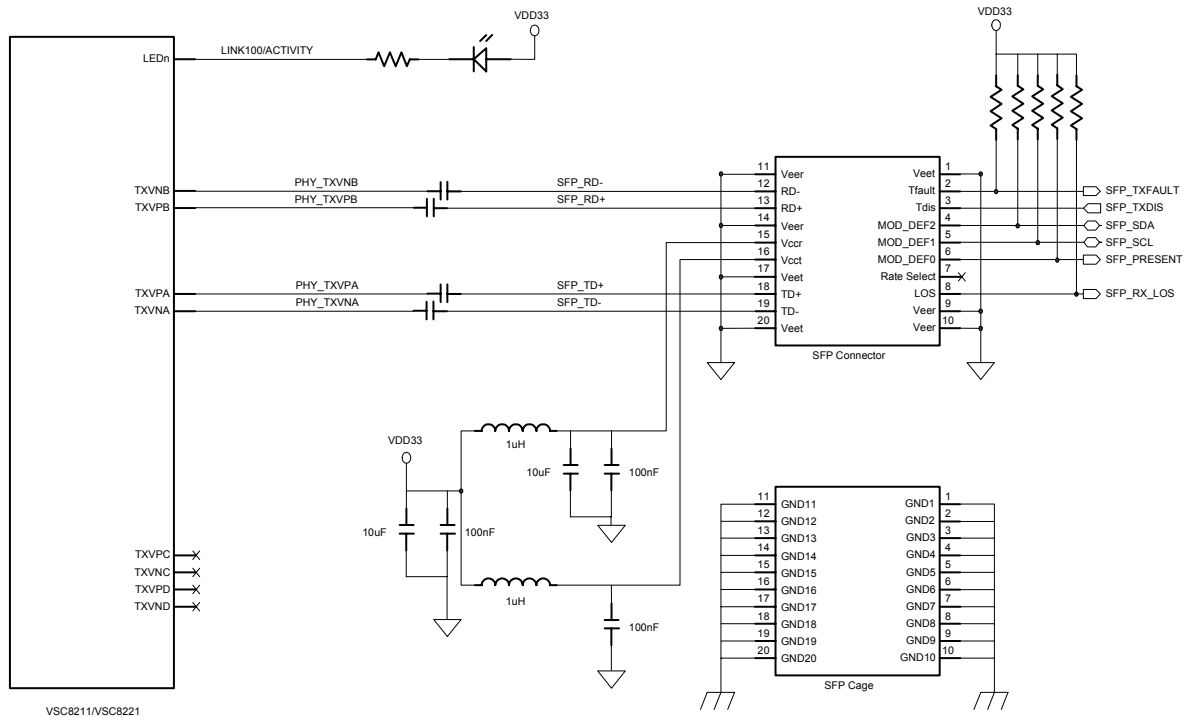 VDD33
VDD33
LEDn
LINK100/ACTIVITY
TXVNB
PHY_TXVNB
SFP_RD-
TXVPB
PHY_TXVPB
SFP_RD+
TXVPA
PHY_TXVPA
SFP_TD+
TXVNA
PHY_TXVNA
SFP_TD-
11 Veer
12 RD-
13 RD+
14 Veer
15 Vccr
16 Vcct
17 Veet
18 TD+
19 TD-
20 Veet
Veet 1
Tfault 2
Tdis 3
MOD_DEF2 4
MOD_DEF1 5
MOD_DEF0 6
Rate Select 7
LOS 8
Veer 9
Veer 10
SFP_TXFAULT
SFP_TXDIS
SFP_SDA
SFP_SCL
SFP_PRESENT
SFP_RX_LOS
SFP Connector
VDD33
1uH
10uF
100nF
10uF
100nF
1uH
100nF
TXVPC
TXVNC
TXVPD
TXVND
11 GND11
12 GND12
13 GND13
14 GND14
15 GND15
16 GND16
17 GND17
18 GND18
19 GND19
20 GND20
GND1 1
GND2 2
GND3 3
GND4 4
GND5 5
GND6 6
GND7 7
GND8 8
GND9 9
GND10 10
SFP Cage
VSC8211/VSC8221